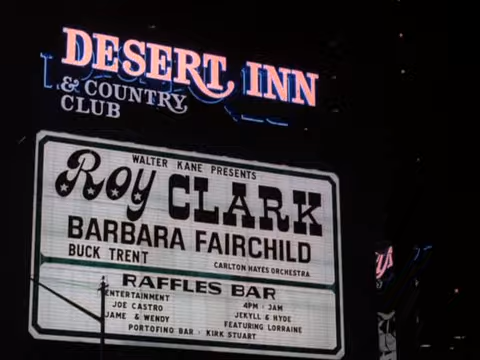 DESERT INN
& COUNTRY
CLUB
WALTER KANE PRESENTS
Roy CLARK
BARBARA FAIRCHILD
BUCK TRENT
CARLTON HAYES ORCHESTRA
RAFFLES BAR
ENTERTAINMENT
JOE CASTRO
JAME & WENDY
4PM - JAM
JEKYLL & HYDE
FEATURING LORRAINE
PORTOFINO BAR - KIRK STUART